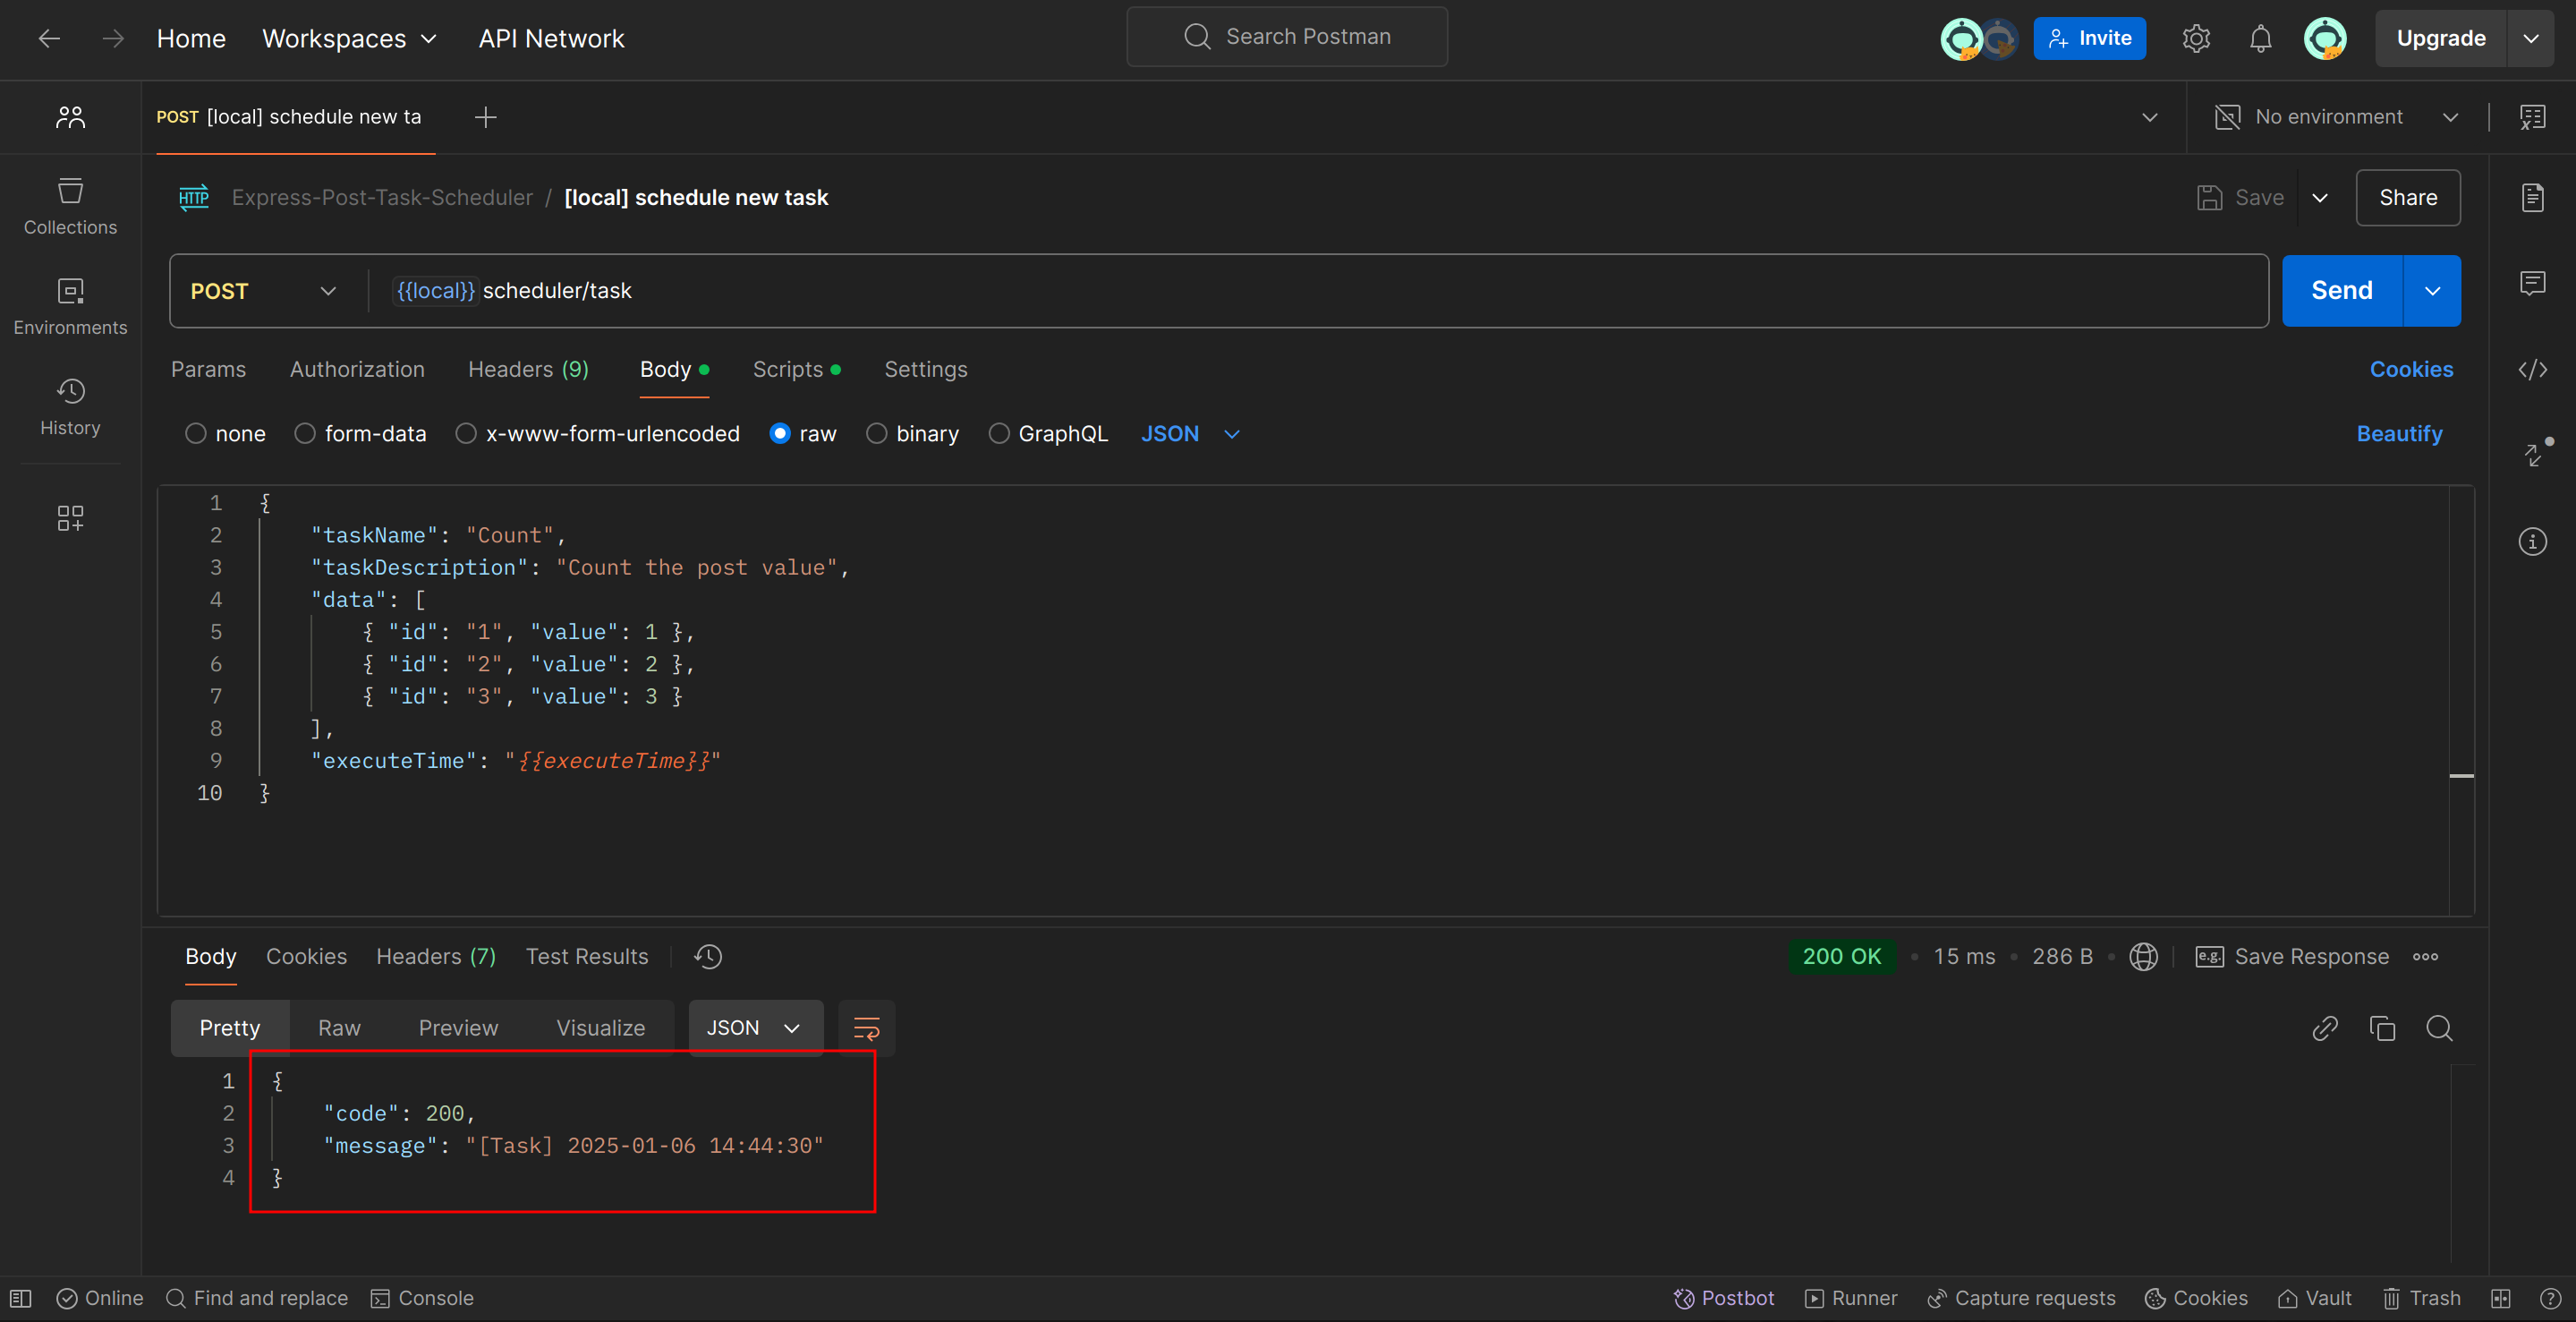 Home Workspaces API Network Search Postman Invite Upgrade
POST [local] schedule new ta No environment
Collections
Environments
History
HTTP Express-Post-Task-Scheduler / [local] schedule new task Save Share
POST {{local}} scheduler/task Send
Params Authorization Headers (9) Body Scripts Settings Cookies
none form-data x-www-form-urlencoded raw binary GraphQL JSON Beautify
1 {
2 "taskName": "Count",
3 "taskDescription": "Count the post value",
4 "data": [
5 { "id": "1", "value": 1 },
6 { "id": "2", "value": 2 },
7 { "id": "3", "value": 3 }
8 ],
9 "executeTime": "{{executeTime}}"
10 }
Body Cookies Headers (7) Test Results 200 OK • 15 ms • 286 B • e.g. Save Response
Pretty Raw Preview Visualize JSON
1 {
2 "code": 200,
3 "message": "[Task] 2025-01-06 14:44:30"
4 }
Online Find and replace Console Postbot Runner Capture requests Cookies Vault Trash